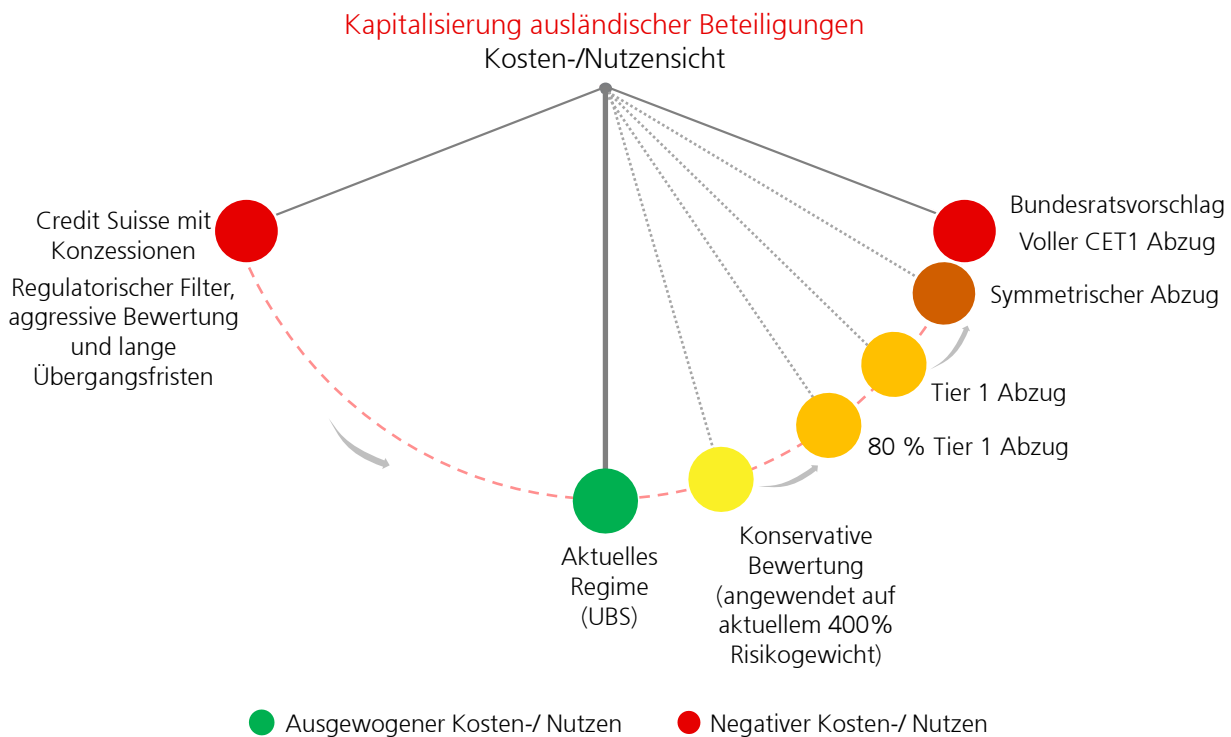 Kapitalisierung ausländischer Beteiligungen
Kosten-/Nutzensicht
Credit Suisse mit
Konzessionen
Regulatorischer Filter,
aggressive Bewertung
und lange
Übergangsfristen
Bundesratsvorschlag
Voller CET1 Abzug
Symmetrischer Abzug
Tier 1 Abzug
80 % Tier 1 Abzug
Konservative
Bewertung
(angewendet auf
aktuellem 400%
Risikogewicht)
Aktuelles
Regime
(UBS)
Ausgewogener Kosten-/ Nutzen
Negativer Kosten-/ Nutzen